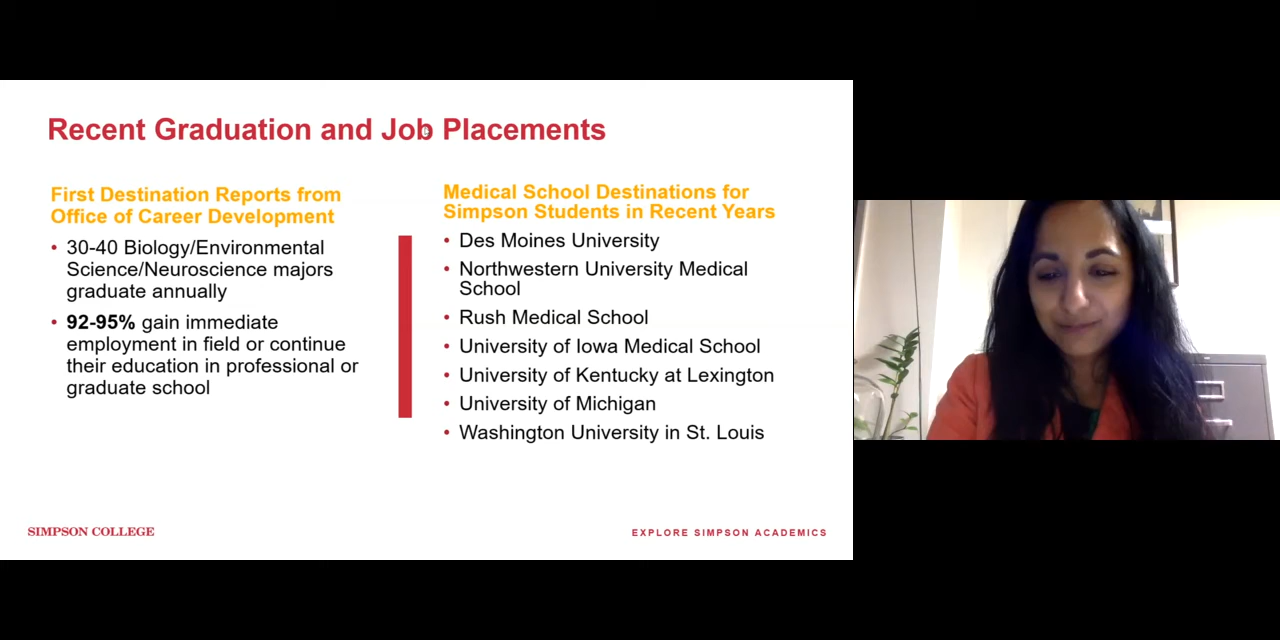 Recent Graduation and Job Placements
First Destination Reports from
Office of Career Development
• 30-40 Biology/Environmental
Science/Neuroscience majors
graduate annually
• 92-95% gain immediate
employment in field or continue
their education in professional or
graduate school
Medical School Destinations for
Simpson Students in Recent Years
• Des Moines University
• Northwestern University Medical
School
• Rush Medical School
• University of Iowa Medical School
• University of Kentucky at Lexington
• University of Michigan
• Washington University in St. Louis
SIMPSON COLLEGE
EXPLORE SIMPSON ACADEMICS